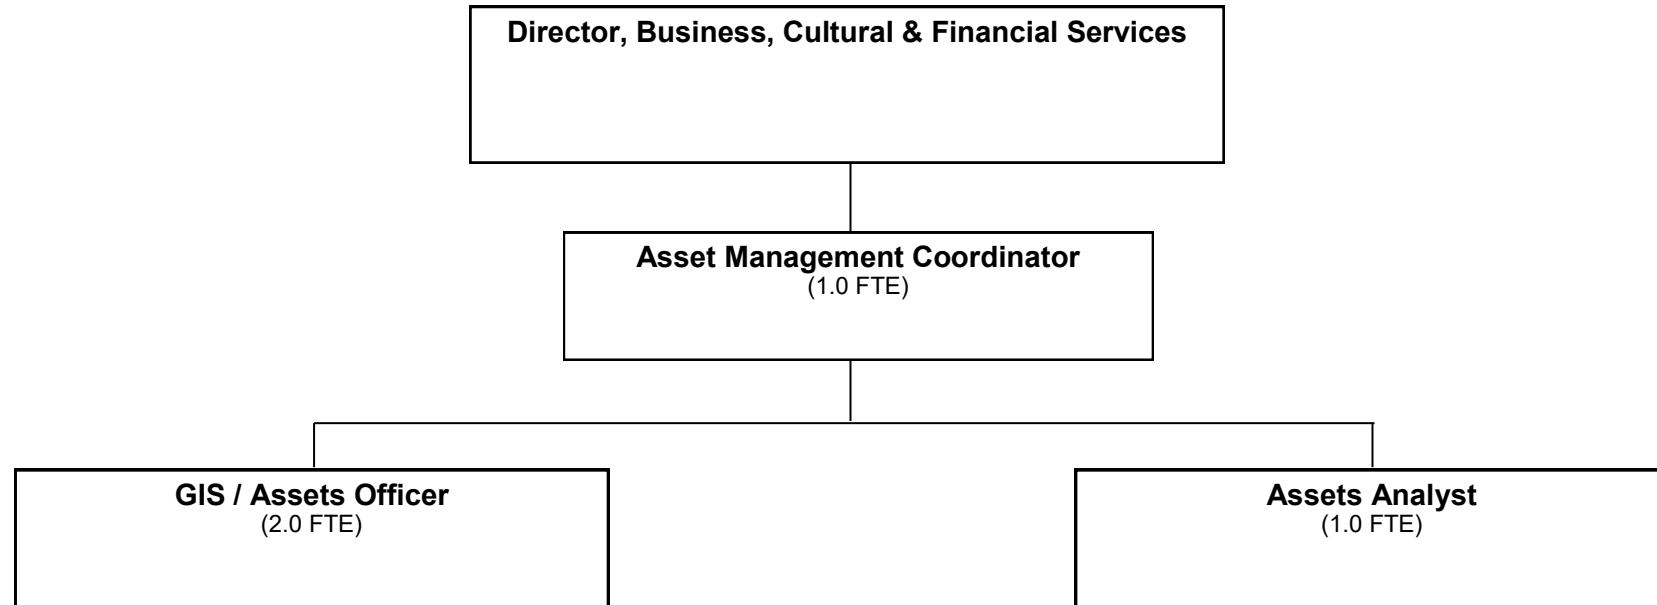 Director, Business, Cultural & Financial Services
Asset Management Coordinator
(1.0 FTE)
GIS / Assets Officer
(2.0 FTE)
Assets Analyst
(1.0 FTE)